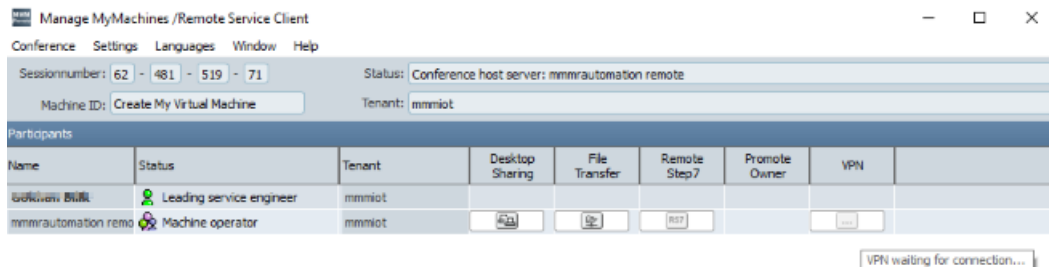 Manage MyMachines /Remote Service Client
Conference Settings Languages Window Help
Sessionnumber: 62 - 481 - 519 - 71 Status: Conference host server: mmmrautomation remote
Machine ID: Create My Virtual Machine Tenant: mmmiot
Participants
Name Status Tenant Desktop Sharing File Transfer Remote Step7 Promote Owner VPN
Leading service engineer mmmiot
mmmrautomation remo Machine operator mmmiot RS7 ...
VPN waiting for connection...